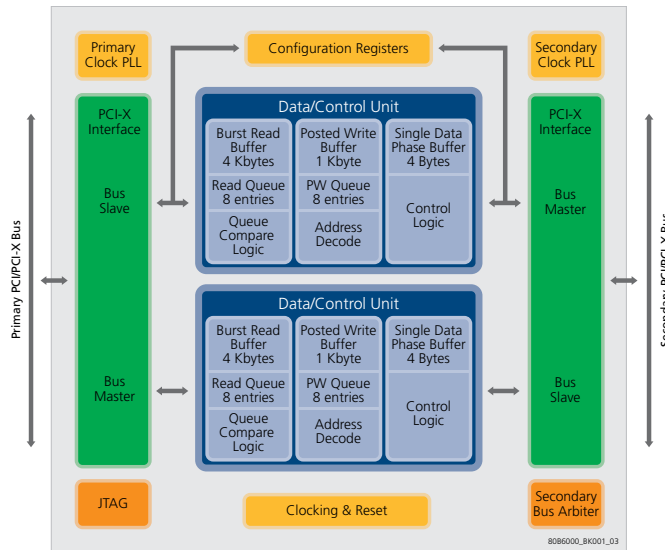 Primary
Clock PLL
Configuration Registers
Secondary
Clock PLL
PCI-X
Interface
Bus
Slave
Bus
Master
Primary PCI/PCI-X Bus
Data/Control Unit
Burst Read
Buffer
4 Kbytes
Posted Write
Buffer
1 Kbyte
Single Data
Phase Buffer
4 Bytes
Read Queue
8 entries
PW Queue
8 entries
Control
Logic
Queue
Compare
Logic
Address
Decode
Data/Control Unit
Burst Read
Buffer
4 Kbytes
Posted Write
Buffer
1 Kbyte
Single Data
Phase Buffer
4 Bytes
Read Queue
8 entries
PW Queue
8 entries
Control
Logic
Queue
Compare
Logic
Address
Decode
PCI-X
Interface
Bus
Master
Bus
Slave
Secondary PCI/PCI-X Bus
JTAG
Clocking & Reset
Secondary
Bus Arbiter
80B6000_BK001_03